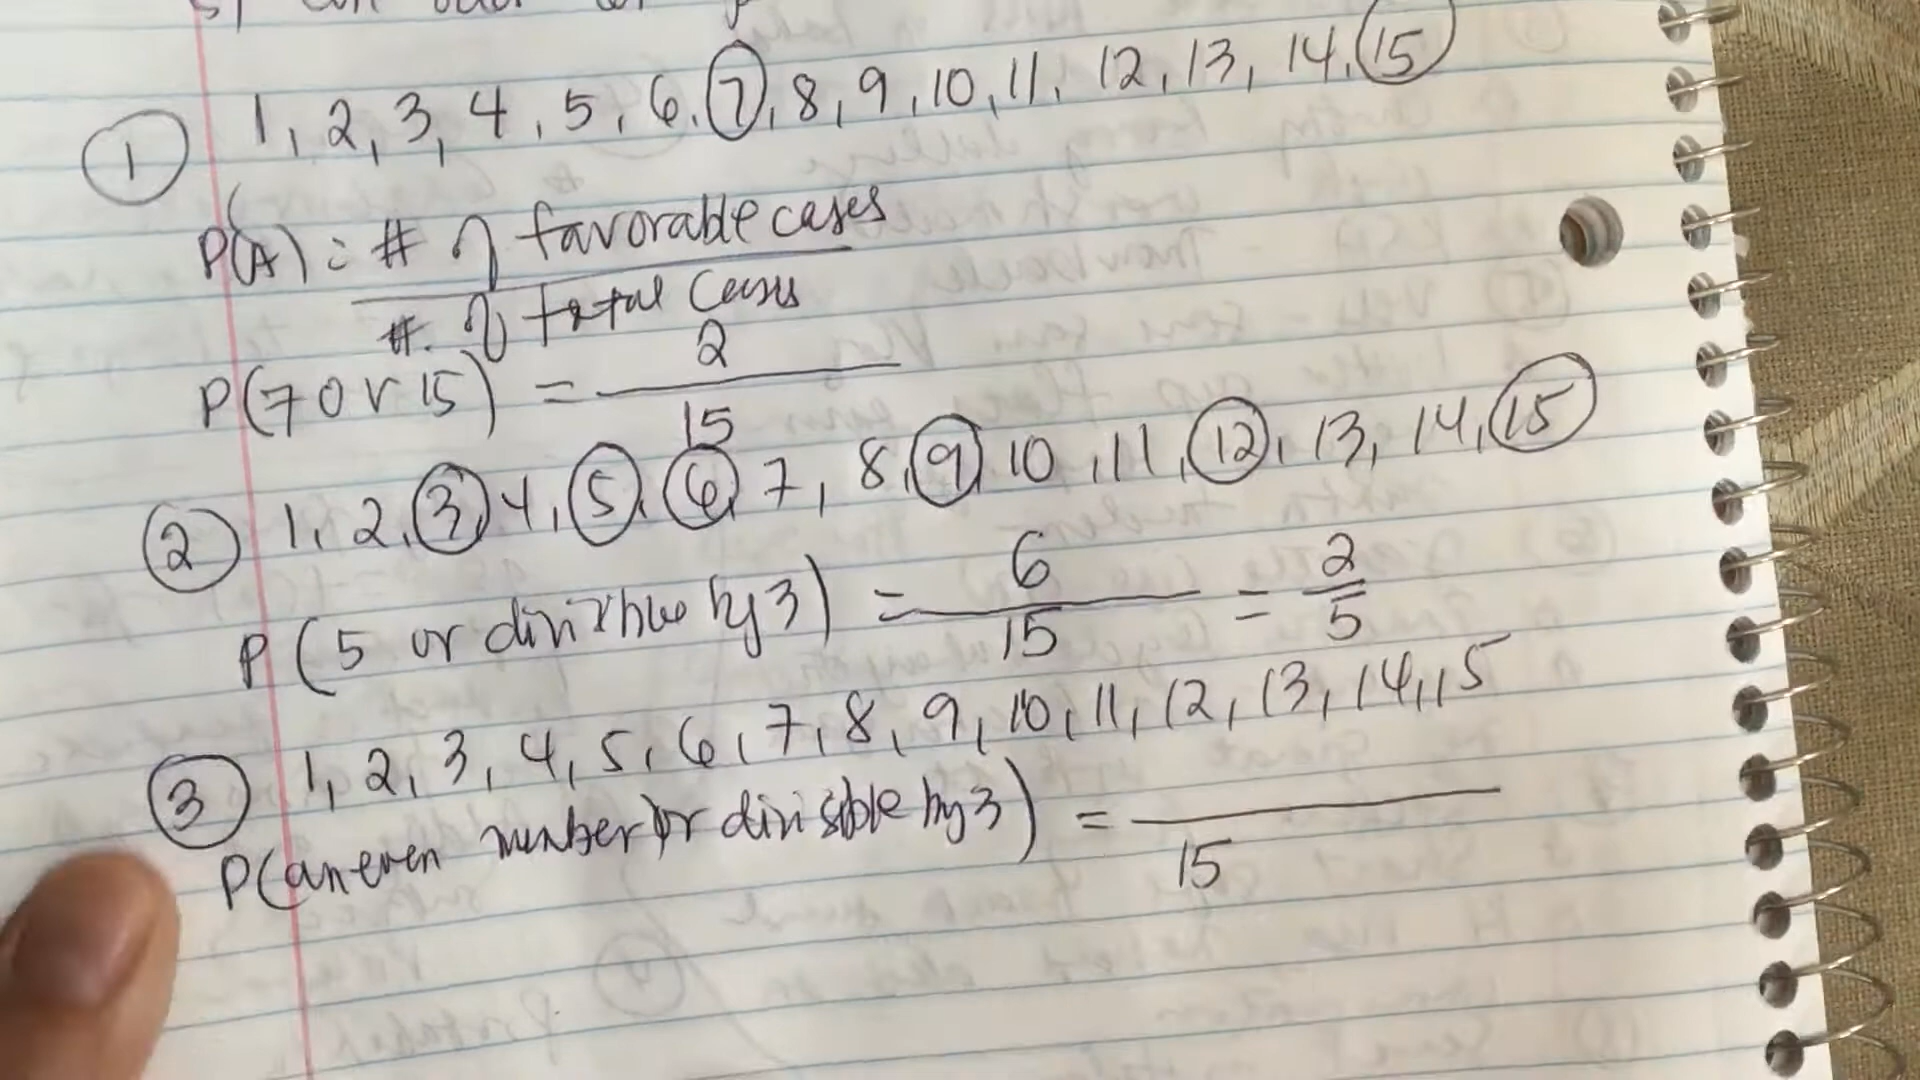 1 1, 2, 3, 4, 5, 6, 7, 8, 9, 10, 11, 12, 13, 14, 15
P(A) = # of favorable cases
#. of total cases
P(7 or 15) = 2
15
2 1, 2, 3, 4, 5, 6, 7, 8, 9, 10, 11, 12, 13, 14, 15
P(5 or divisible by 3) = 6 = 2
15 5
3 1, 2, 3, 4, 5, 6, 7, 8, 9, 10, 11, 12, 13, 14, 15
P(an even number or divisible by 3) =
15